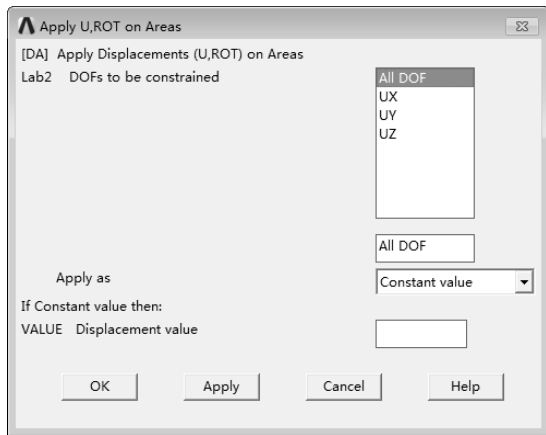 Apply U,ROT on Areas
[DA] Apply Displacements (U,ROT) on Areas
Lab2 DOFs to be constrained
All DOF
UX
UY
UZ
All DOF
Apply as Constant value
If Constant value then:
VALUE Displacement value
OK Apply Cancel Help